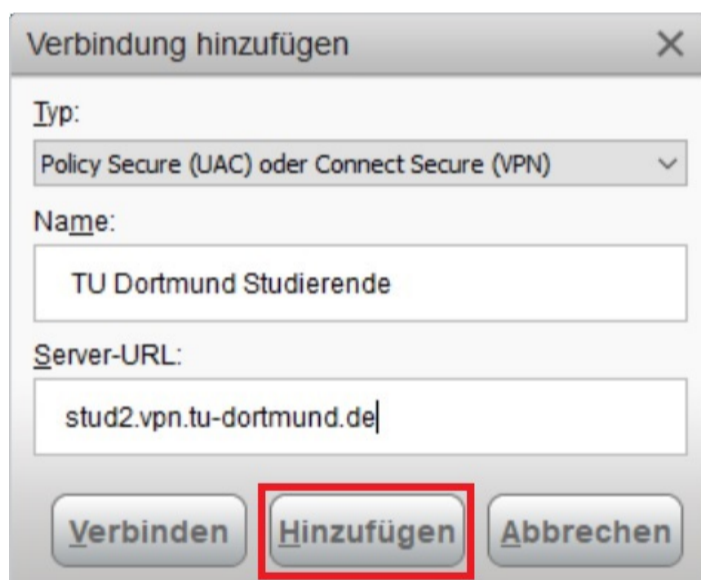 Verbindung hinzufügen
Typ:
Policy Secure (UAC) oder Connect Secure (VPN)
Name:
TU Dortmund Studierende
Server-URL:
stud2.vpn.tu-dortmund.de
Verbinden Hinzufügen Abbrechen